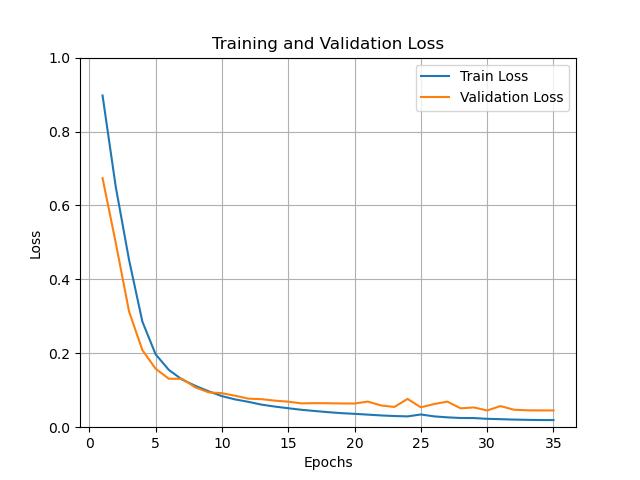 Training and Validation Loss
1.0
Train Loss
Validation Loss
0.8
0.6
Loss
0.4
0.2
0.0
0 5 10 15 20 25 30 35
Epochs